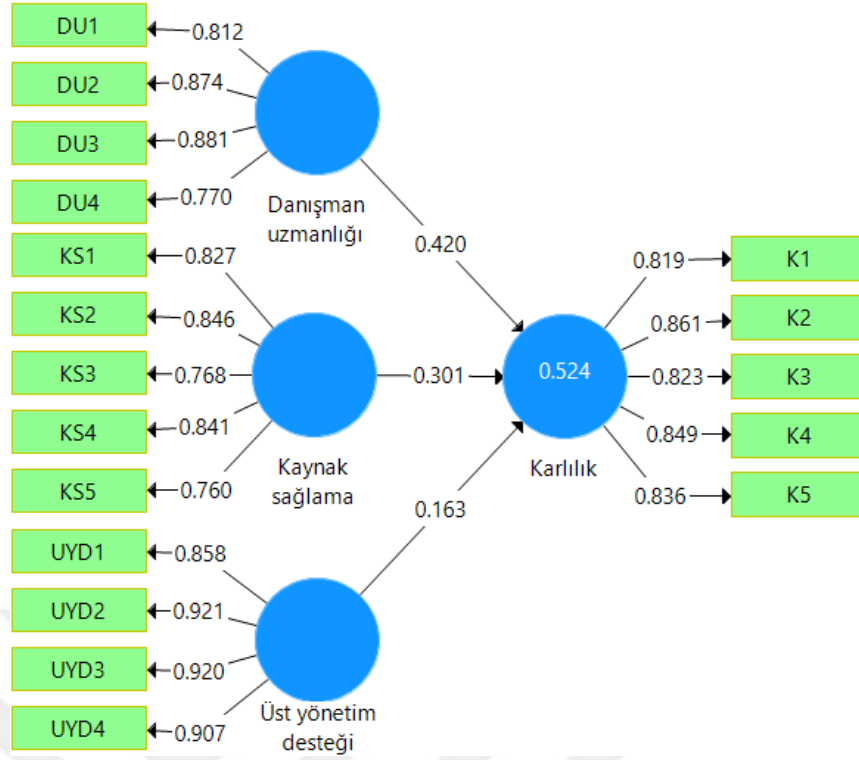 DU1
0.812
DU2
0.874
DU3
0.881
DU4
0.770
Danışman
uzmanlığı
KS1
0.827
KS2
0.846
KS3
0.768
KS4
0.841
KS5
0.760
Kaynak
sağlama
UYD1
0.858
UYD2
0.921
UYD3
0.920
UYD4
0.907
Üst yönetim
desteği
0.420
0.301
0.163
0.524
Karlılık
0.819
K1
0.861
K2
0.823
K3
0.849
K4
0.836
K5